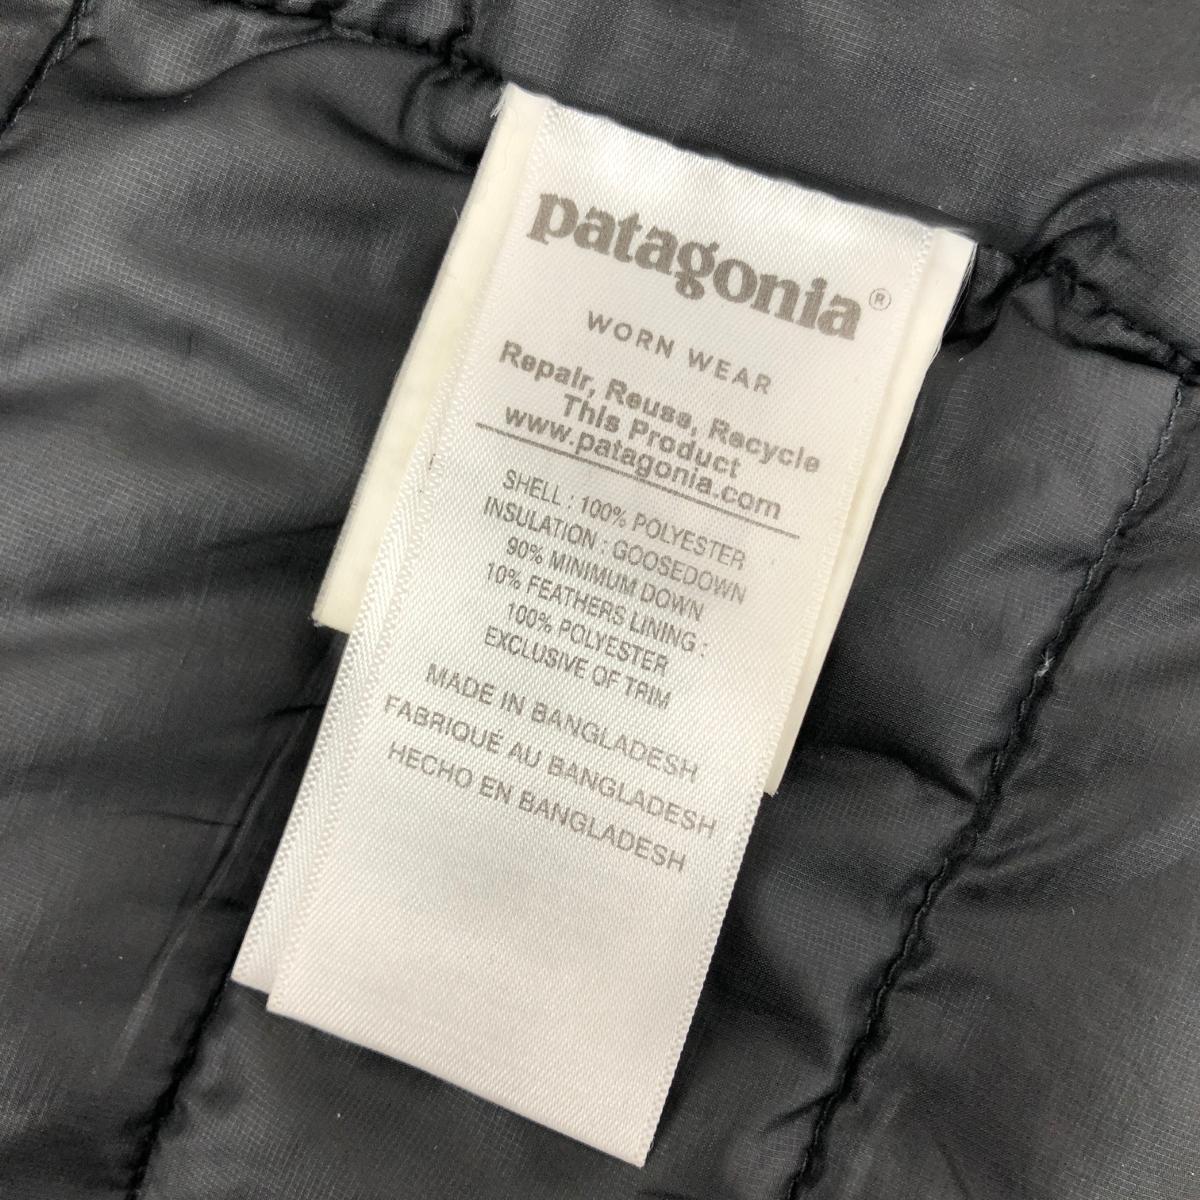 patagonia®
WORN WEAR
Repair, Reuse, Recycle
This Product
www.patagonia.com
SHELL : 100% POLYESTER
INSULATION : GOOSEDOWN
90% MINIMUM DOWN
10% FEATHERS LINING :
100% POLYESTER
EXCLUSIVE OF TRIM
MADE IN BANGLADESH
FABRIQUÉ AU BANGLADESH
HECHO EN BANGLADESH